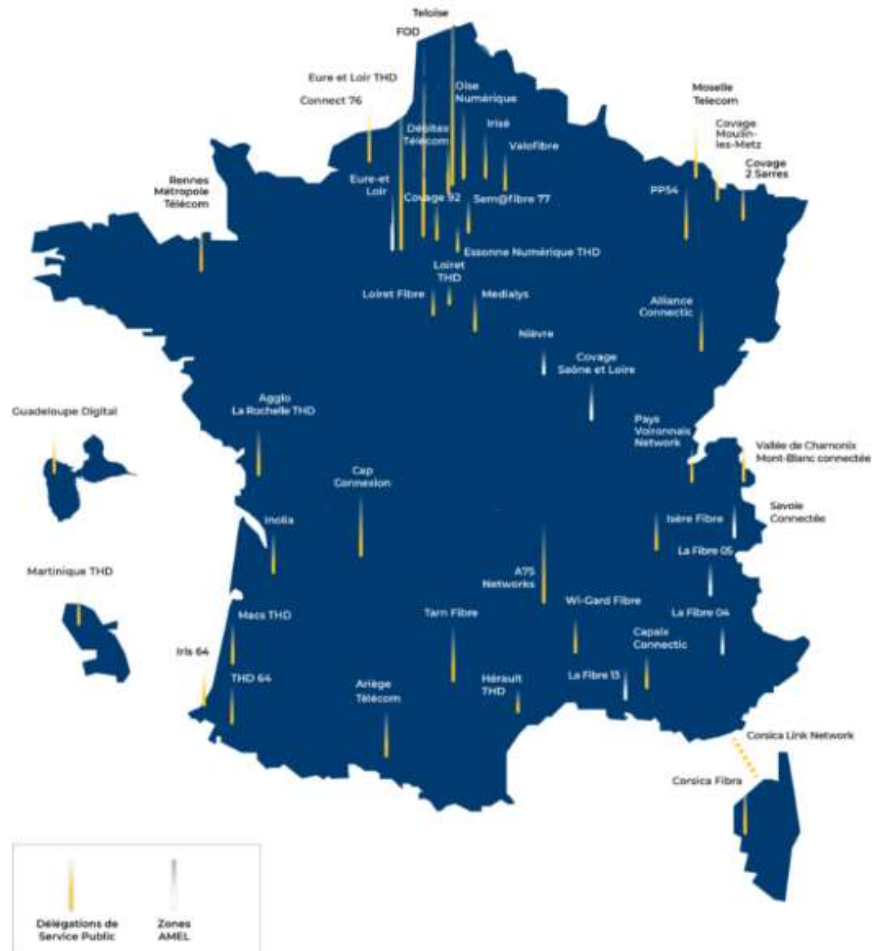 Teloise
FOD
Eure et Loir THD
Connect 76
Oise
Numérique
Débitex
Télécom
Irisé
Valofibre
Moselle
Telecom
Covage
Moulin-
les-Metz
Covage
2 Sarres
Rennes
Métropole
Télécom
Eure-et
Loir
Covage 92
Sem@fibre 77
PP54
Essonne Numérique THD
Loiret
THD
Loiret Fibre
Medialys
Alliance
Connectic
Nièvre
Covage
Saône et Loire
Agglo
La Rochelle THD
Guadeloupe Digital
Pays
Voironnais
Network
Vallée de Chamonix
Mont-Blanc connectée
Cap
Connexion
Inolia
Isère Fibre
Savoie
Connectée
La Fibre 05
Martinique THD
A75
Networks
Macs THD
Tarn Fibre
Wi-Gard Fibre
La Fibre 04
Capaix
Connectic
Iris 64
THD 64
Ariège
Télécom
Hérault
THD
La Fibre 13
Corsica Link Network
Corsica Fibra
Délégations de
Service Public
Zones
AMEL